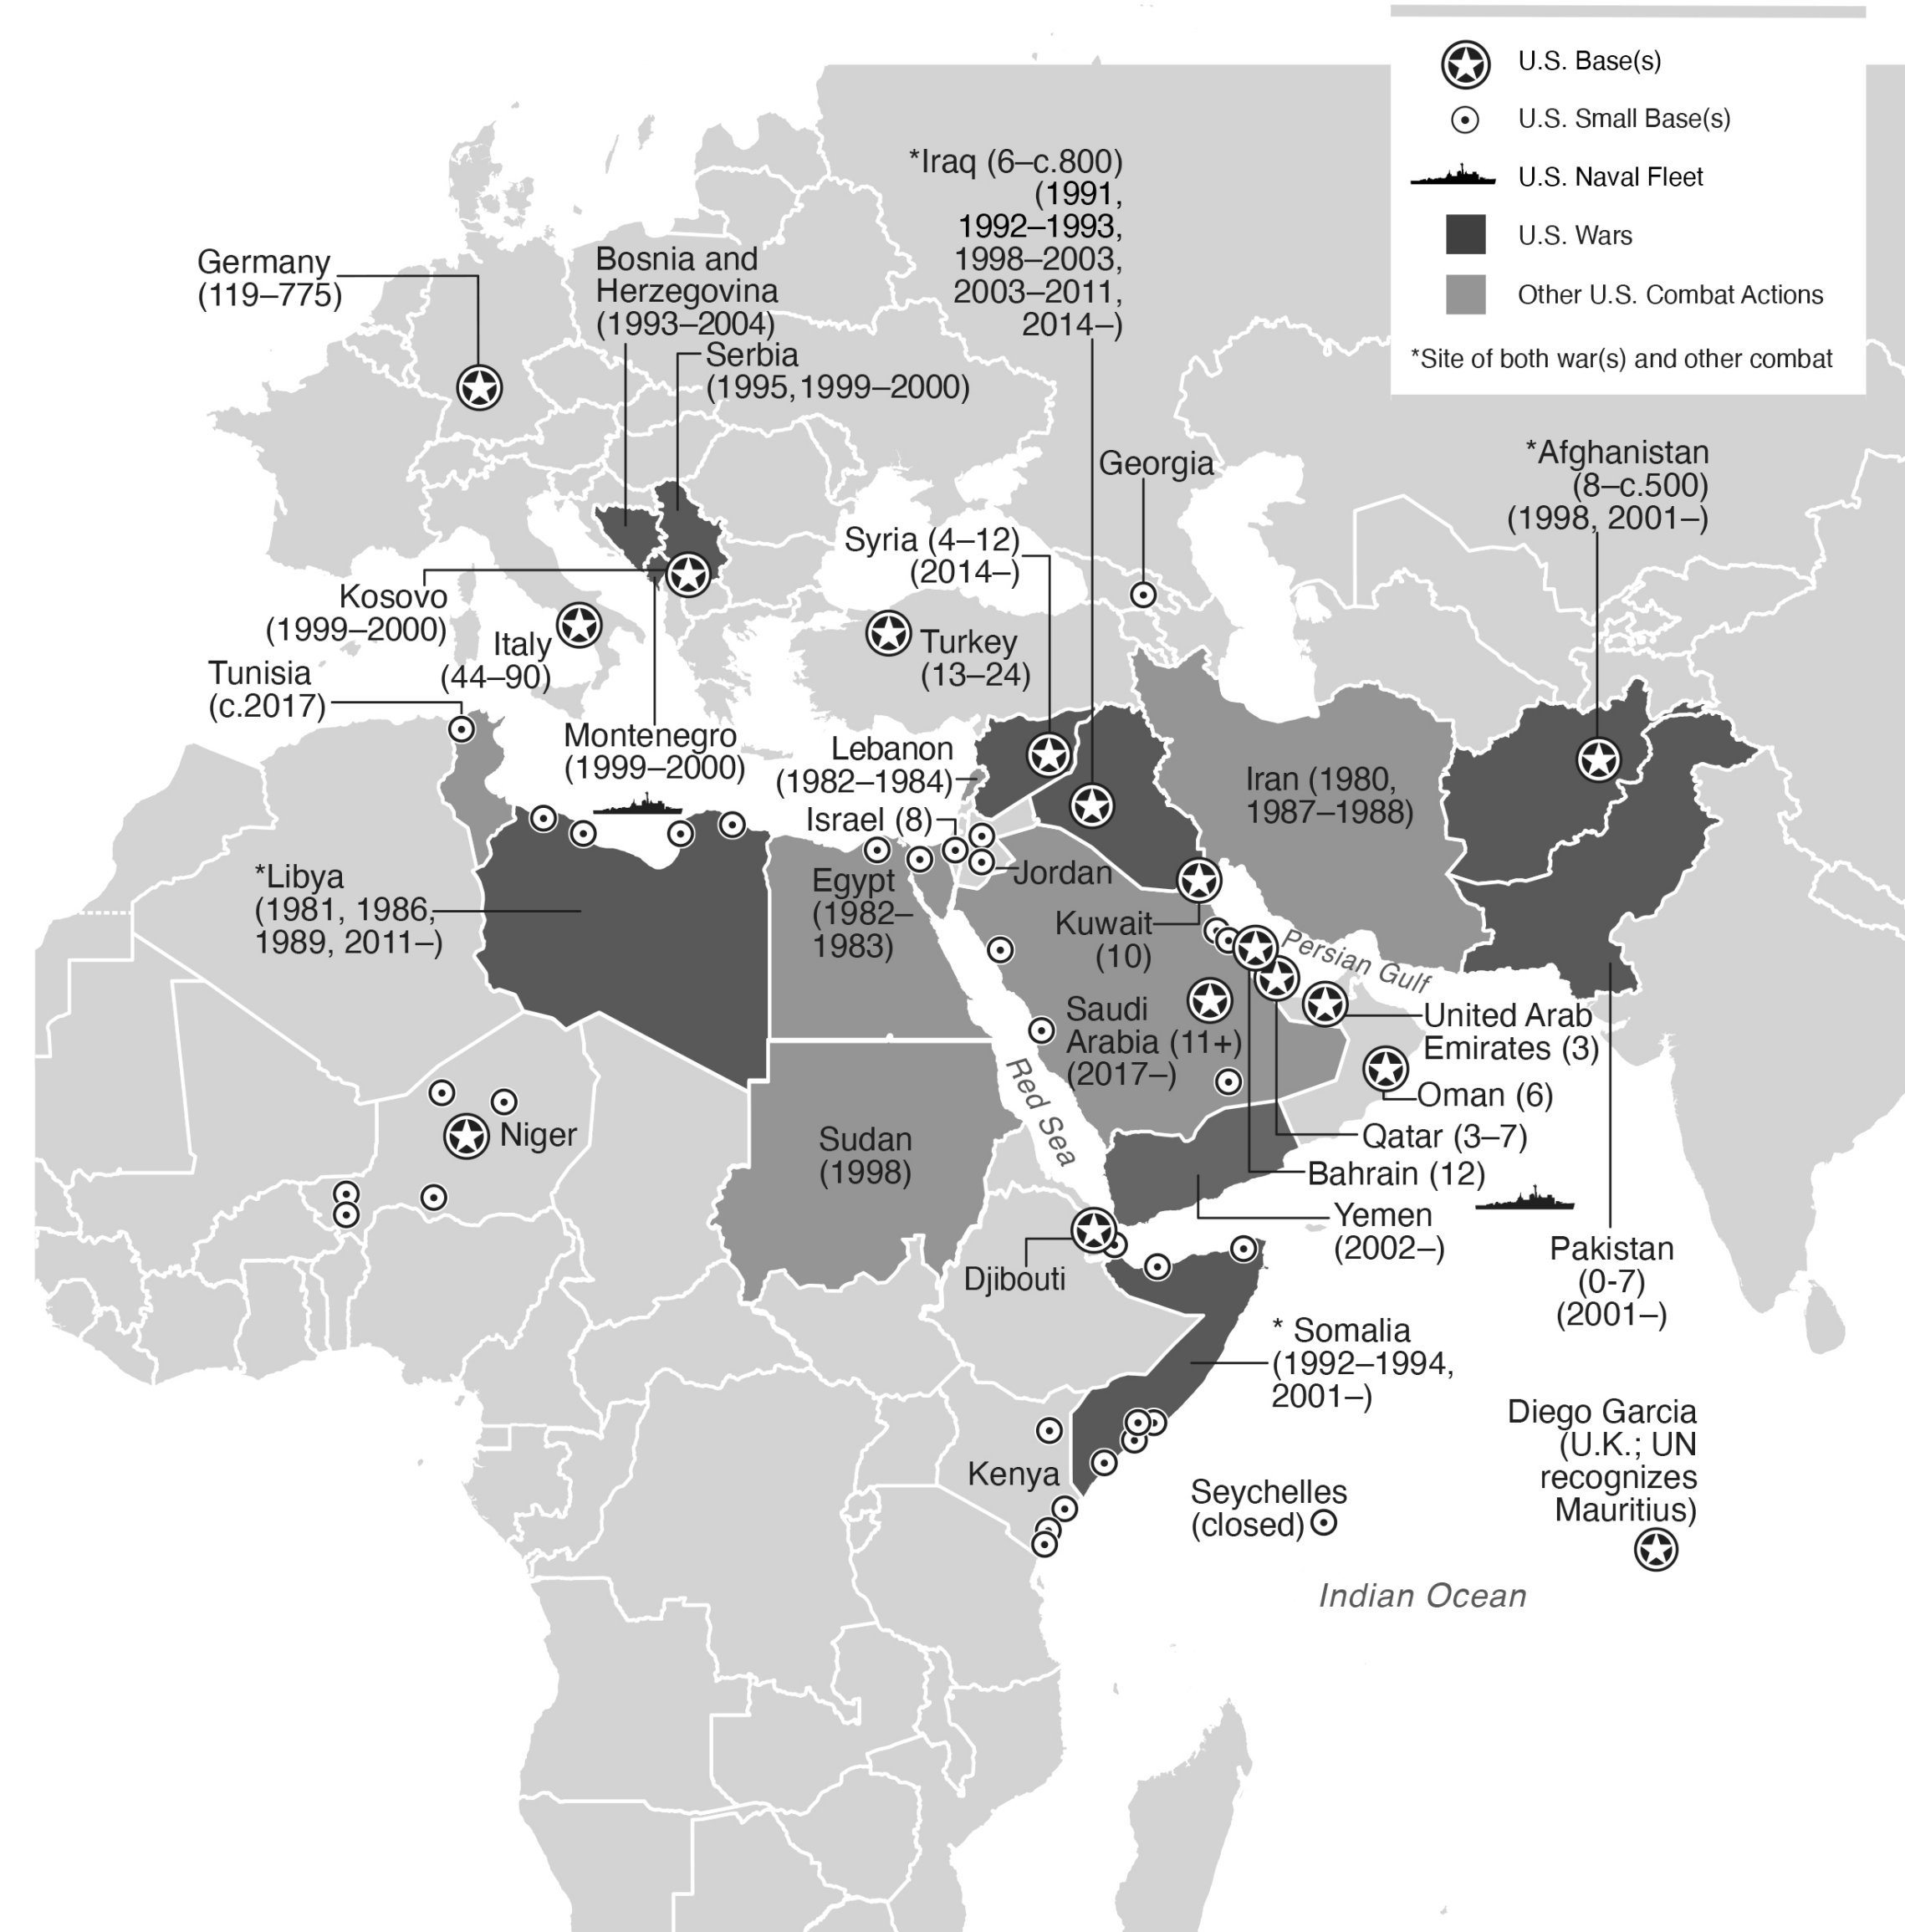 U.S. Base(s)
U.S. Small Base(s)
U.S. Naval Fleet
U.S. Wars
Other U.S. Combat Actions
*Site of both war(s) and other combat
*Iraq (6–c.800)
(1991,
1992–1993,
1998–2003,
2003–2011,
2014–)
Germany
(119–775)
Bosnia and
Herzegovina
(1993–2004)
Serbia
(1995, 1999–2000)
Georgia
*Afghanistan
(8–c.500)
(1998, 2001–)
Syria (4–12)
(2014–)
Kosovo
(1999–2000)
Italy
(44–90)
Turkey
(13–24)
Tunisia
(c.2017)
Montenegro
(1999–2000)
Lebanon
(1982–1984)
Israel (8)
Iran (1980,
1987–1988)
*Libya
(1981, 1986,
1989, 2011–)
Egypt
(1982–
1983)
Jordan
Kuwait
(10)
Persian Gulf
Saudi
Arabia (11+)
(2017–)
United Arab
Emirates (3)
Oman (6)
Red Sea
Niger
Sudan
(1998)
Qatar (3–7)
Bahrain (12)
Yemen
(2002–)
Pakistan
(0-7)
(2001–)
Djibouti
* Somalia
(1992–1994,
2001–)
Diego Garcia
(U.K.; UN
recognizes
Mauritius)
Kenya
Seychelles
(closed)
Indian Ocean